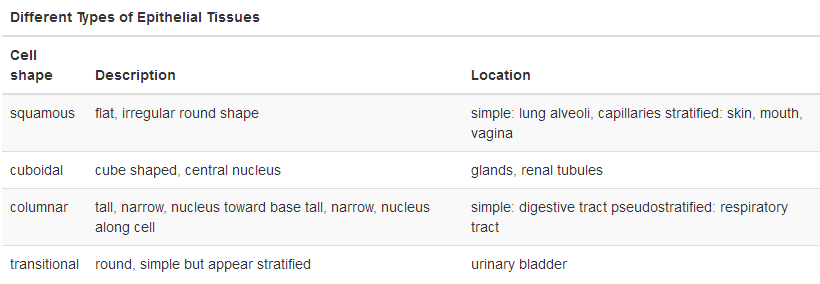 Different Types of Epithelial Tissues
Cell
shape Description Location
squamous flat, irregular round shape simple: lung alveoli, capillaries stratified: skin, mouth,
vagina
cuboidal cube shaped, central nucleus glands, renal tubules
columnar tall, narrow, nucleus toward base tall, narrow, nucleus simple: digestive tract pseudostratified: respiratory
along cell tract
transitional round, simple but appear stratified urinary bladder